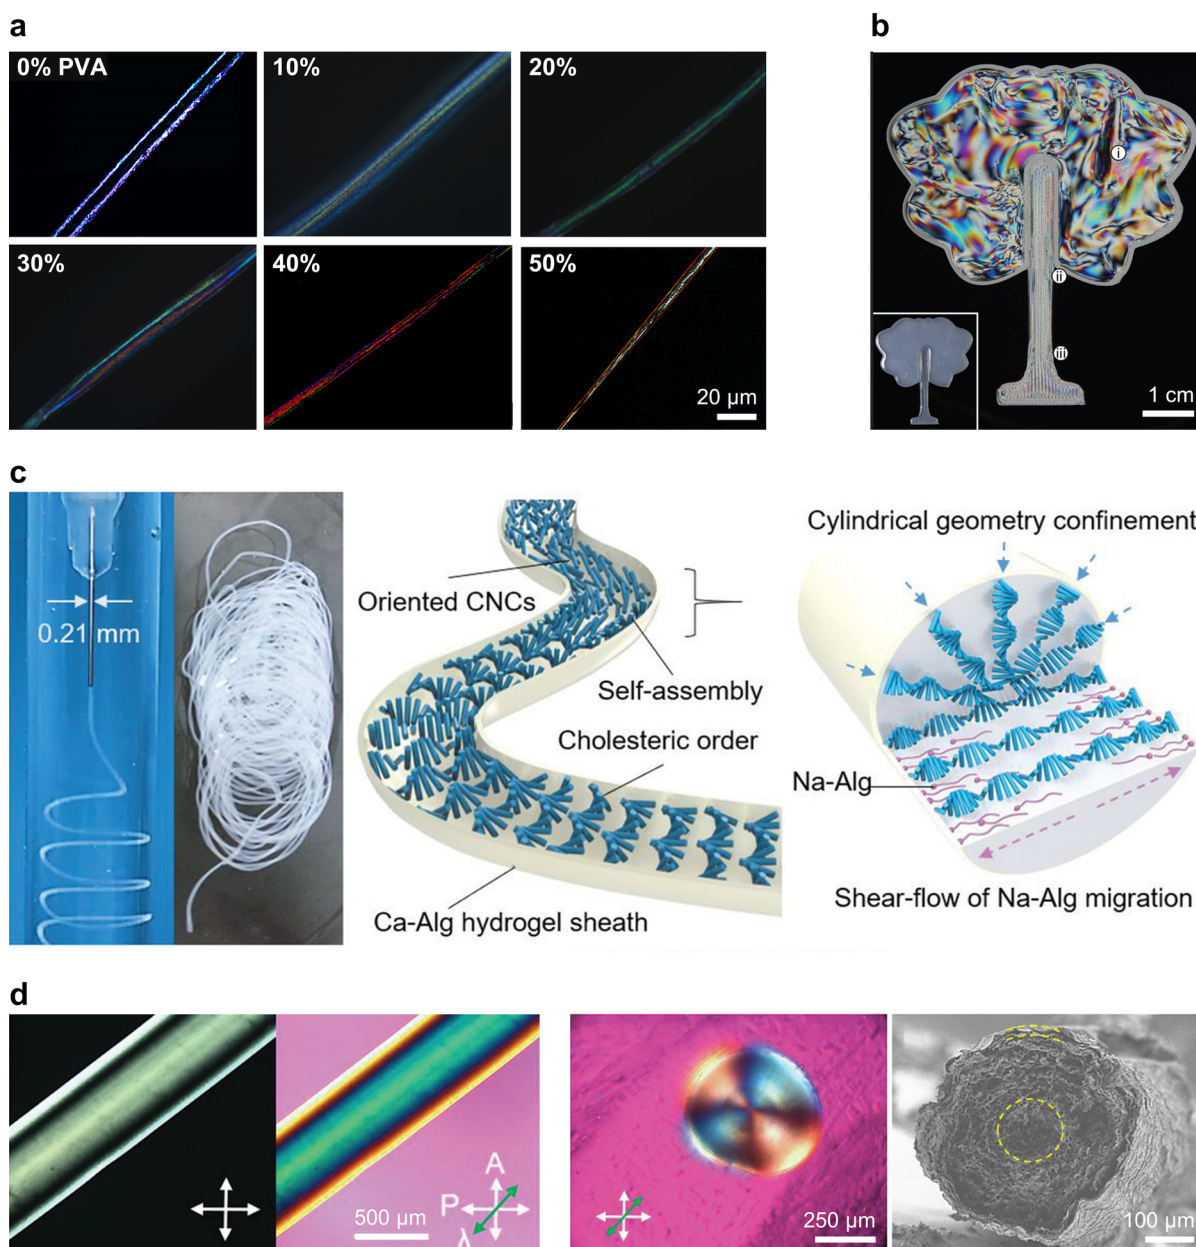 a
b
0% PVA
10%
20%
30%
40%
50%
20 µm
i
ii
iii
1 cm
c
0.21 mm
Oriented CNCs
Self-assembly
Cholesteric order
Ca-Alg hydrogel sheath
Cylindrical geometry confinement
Na-Alg
Shear-flow of Na-Alg migration
d
A
P
λ
500 µm
250 µm
100 µm